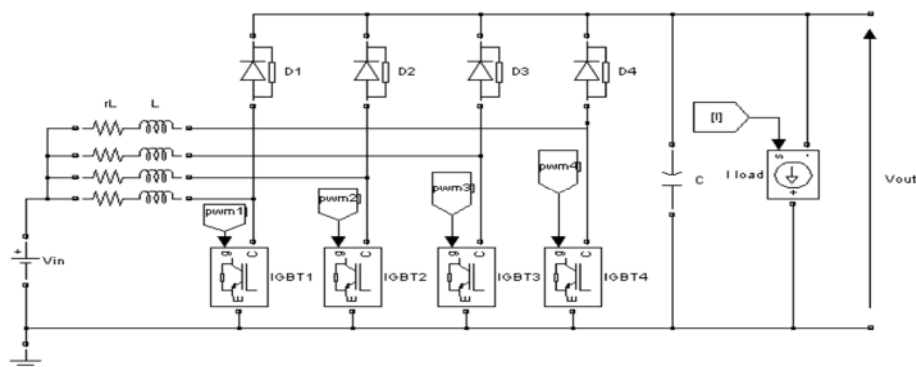 D1
D2
D3
D4
rL
L
[I]
S
-
I load
+
C
Vout
pwm1
pwm2
pwm3
pwm4
+
Vin
g
C
E
IGBT1
g
C
E
IGBT2
g
C
E
IGBT3
g
C
E
IGBT4